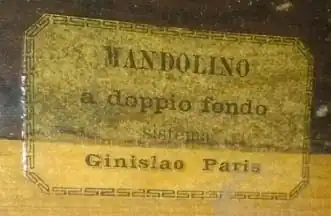 MANDOLINO
a doppio fondo
Sistema
Ginislao Paris